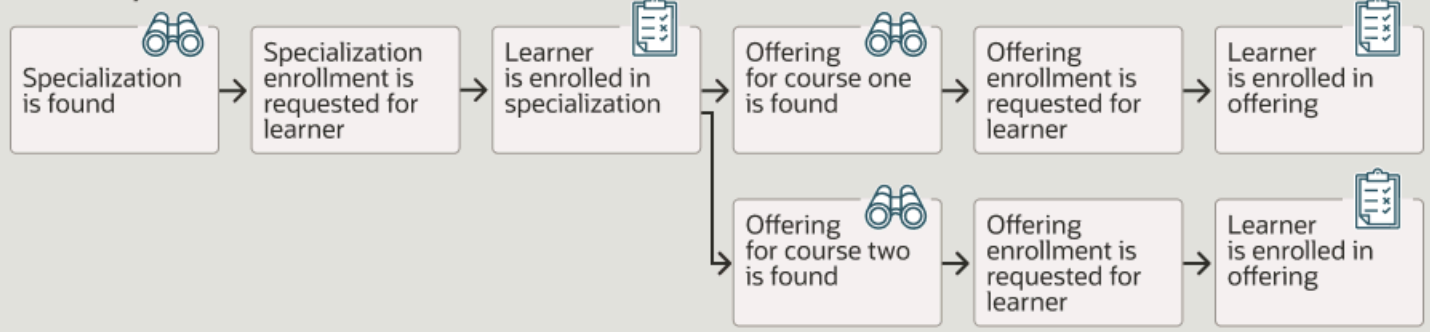 Specialization
is found
Specialization
enrollment is
requested for
learner
Learner
is enrolled in
specialization
Offering
for course one
is found
Offering
enrollment is
requested for
learner
Learner
is enrolled in
offering
Offering
for course two
is found
Offering
enrollment is
requested for
learner
Learner
is enrolled in
offering